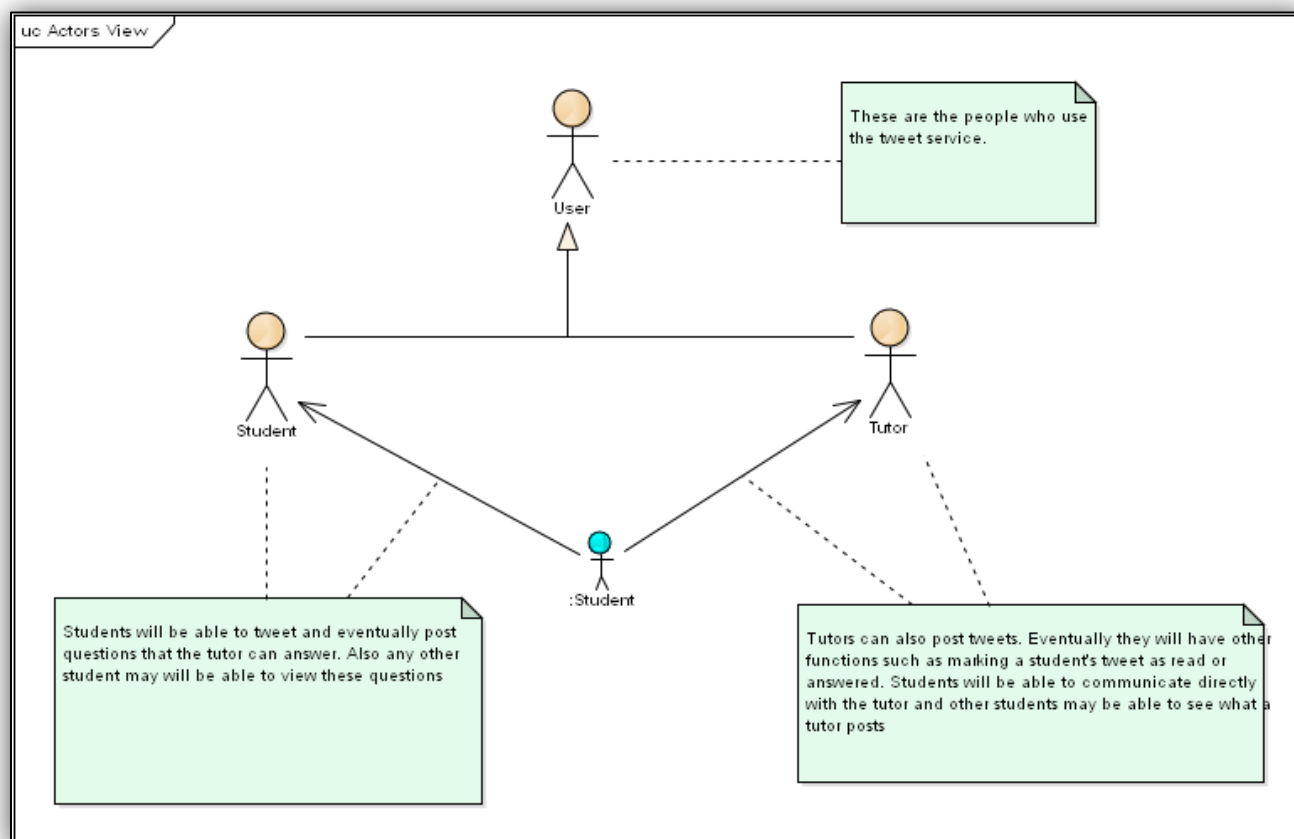 uc Actors View
These are the people who use
the tweet service.
User
Student
Tutor
:Student
Students will be able to tweet and eventually post
questions that the tutor can answer. Also any other
student may will be able to view these questions
Tutors can also post tweets. Eventually they will have other
functions such as marking a student's tweet as read or
answered. Students will be able to communicate directly
with the tutor and other students may be able to see what a
tutor posts